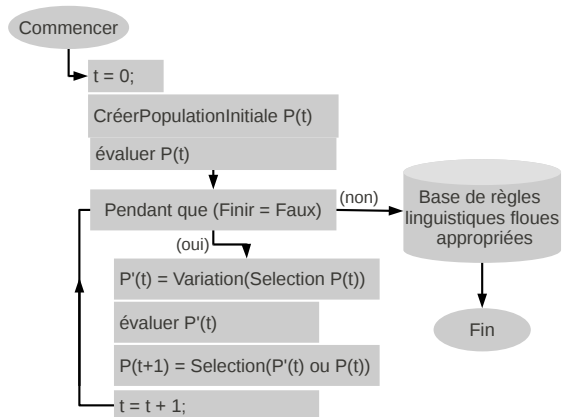 Commencer
t = 0;
CréerPopulationInitiale P(t)
évaluer P(t)
Pendant que (Finir = Faux)
(non)
Base de règles
linguistiques floues
appropriées
(oui)
P'(t) = Variation(Selection P(t))
évaluer P'(t)
P(t+1) = Selection(P'(t) ou P(t))
t = t + 1;
Fin